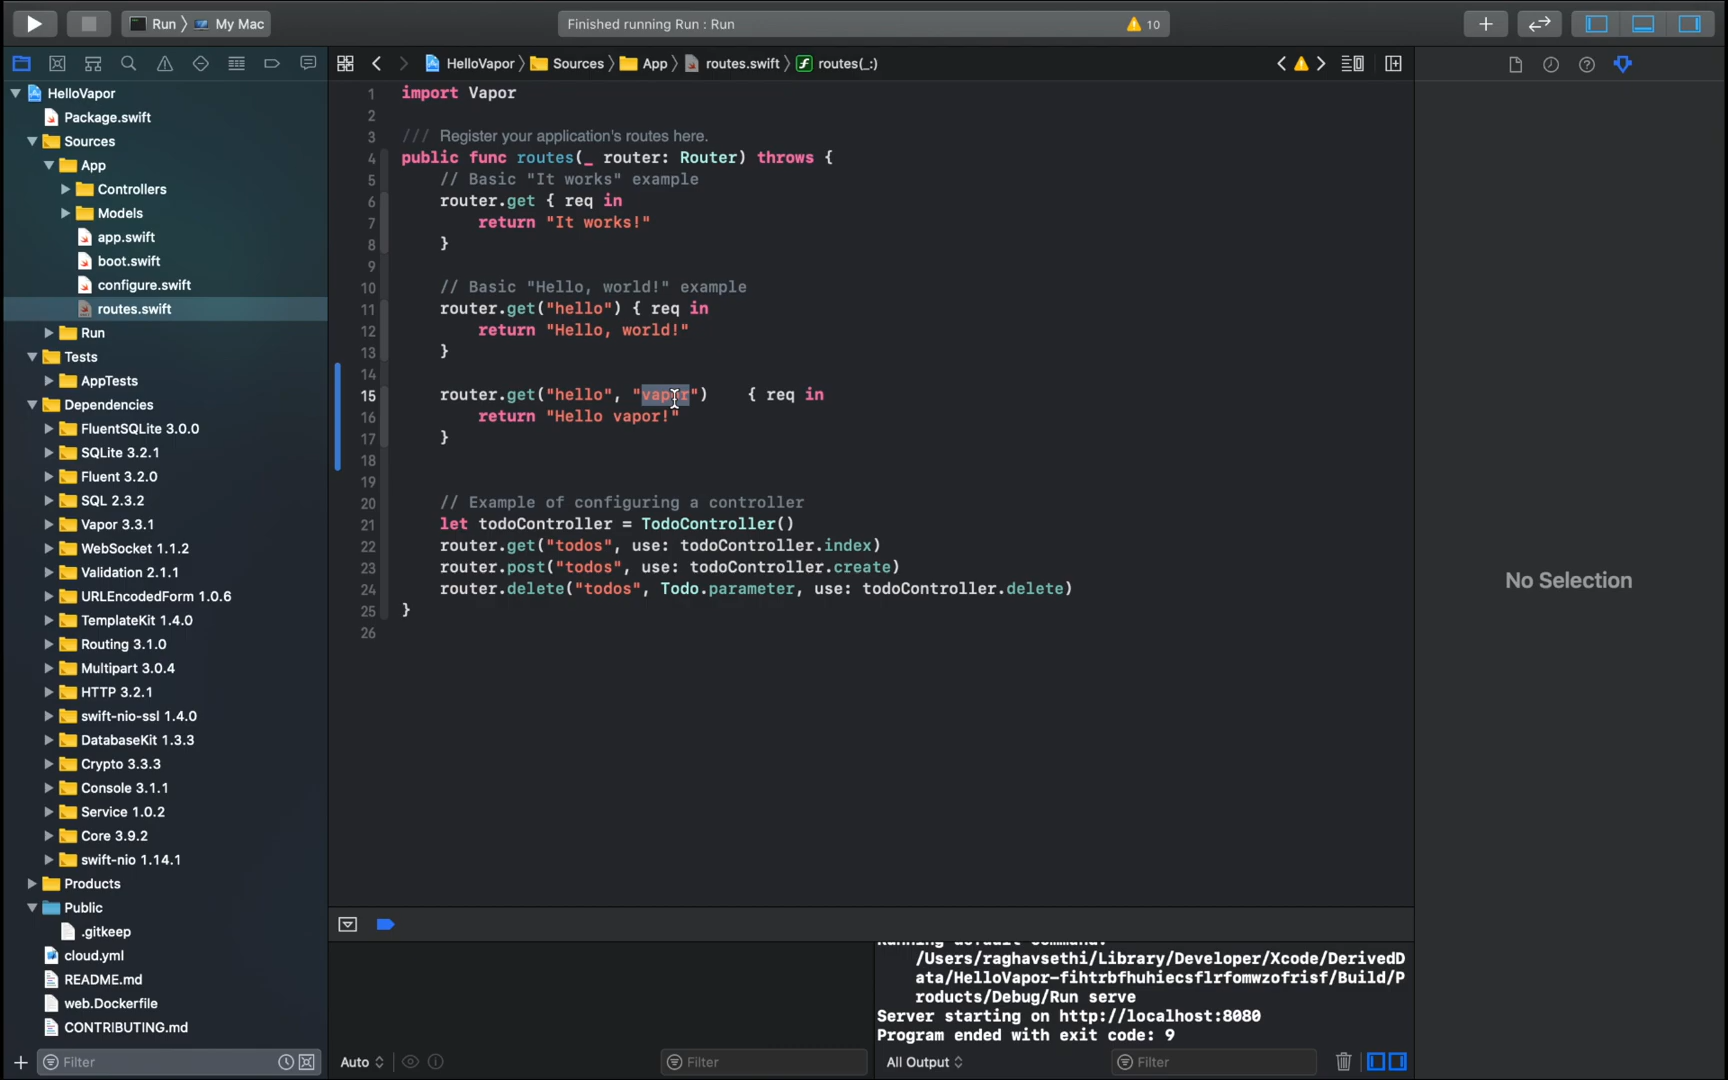 Run › My Mac
Finished running Run : Run
10
HelloVapor › Sources › App › routes.swift › routes(_:)
HelloVapor
Package.swift
Sources
App
Controllers
Models
app.swift
boot.swift
configure.swift
routes.swift
Run
Tests
AppTests
Dependencies
FluentSQLite 3.0.0
SQLite 3.2.1
Fluent 3.2.0
SQL 2.3.2
Vapor 3.3.1
WebSocket 1.1.2
Validation 2.1.1
URLEncodedForm 1.0.6
TemplateKit 1.4.0
Routing 3.1.0
Multipart 3.0.4
HTTP 3.2.1
swift-nio-ssl 1.4.0
DatabaseKit 1.3.3
Crypto 3.3.3
Console 3.1.1
Service 1.0.2
Core 3.9.2
swift-nio 1.14.1
Products
Public
.gitkeep
cloud.yml
README.md
web.Dockerfile
CONTRIBUTING.md
Filter
1 import Vapor
2
3 /// Register your application's routes here.
4 public func routes(_ router: Router) throws {
5 // Basic "It works" example
6 router.get { req in
7 return "It works!"
8 }
9
10 // Basic "Hello, world!" example
11 router.get("hello") { req in
12 return "Hello, world!"
13 }
14
15 router.get("hello", "vapor") { req in
16 return "Hello vapor!"
17 }
18
19
20 // Example of configuring a controller
21 let todoController = TodoController()
22 router.get("todos", use: todoController.index)
23 router.post("todos", use: todoController.create)
24 router.delete("todos", Todo.parameter, use: todoController.delete)
25 }
26
No Selection
Running default command:
/Users/raghavsethi/Library/Developer/Xcode/DerivedD
ata/HelloVapor-fihtrbfhuhiecsflrfomwzofrisf/Build/P
roducts/Debug/Run serve
Server starting on http://localhost:8080
Program ended with exit code: 9
Auto
Filter
All Output
Filter